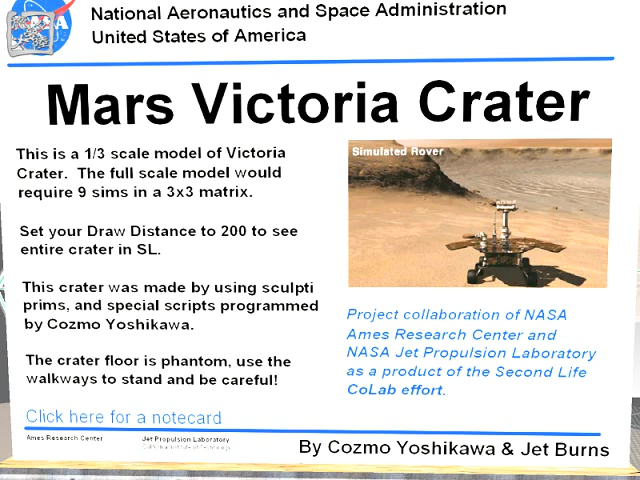 National Aeronautics and Space Administration
United States of America
Mars Victoria Crater
This is a 1/3 scale model of Victoria
Crater. The full scale model would
require 9 sims in a 3x3 matrix.
Set your Draw Distance to 200 to see
entire crater in SL.
This crater was made by using sculpti
prims, and special scripts programmed
by Cozmo Yoshikawa.
The crater floor is phantom, use the
walkways to stand and be careful!
Click here for a notecard
Simulated Rover
Project collaboration of NASA
Ames Research Center and
NASA Jet Propulsion Laboratory
as a product of the Second Life
CoLab effort.
Ames Research Center
Jet Propulsion Laboratory
California Institute of Technology
By Cozmo Yoshikawa & Jet Burns